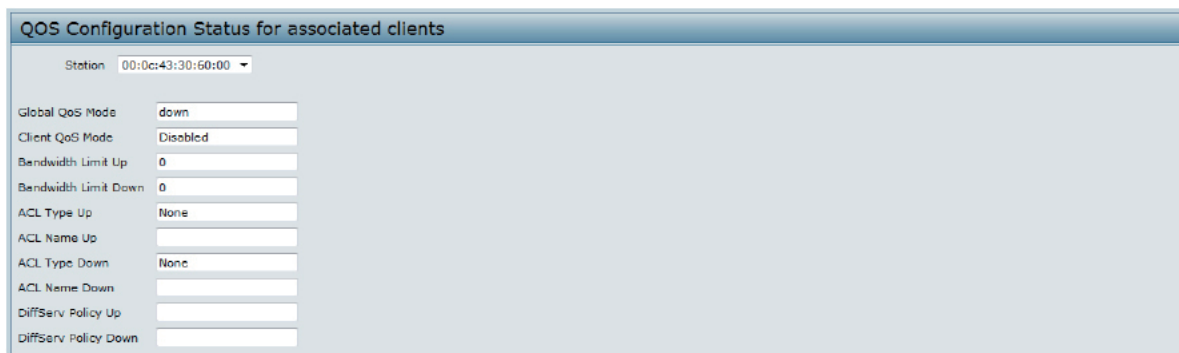 QOS Configuration Status for associated clients
Station 00:0c:43:30:60:00
Global QoS Mode down
Client QoS Mode Disabled
Bandwidth Limit Up 0
Bandwidth Limit Down 0
ACL Type Up None
ACL Name Up
ACL Type Down None
ACL Name Down
DiffServ Policy Up
DiffServ Policy Down